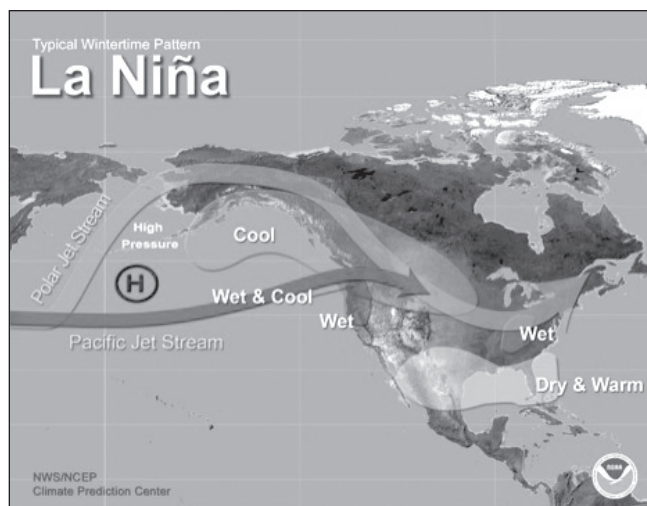 Typical Wintertime Pattern
La Niña
Polar Jet Stream
High
Pressure
Cool
H
Wet & Cool
Wet
Wet
Pacific Jet Stream
Dry & Warm
NWS/NCEP
Climate Prediction Center
noaa